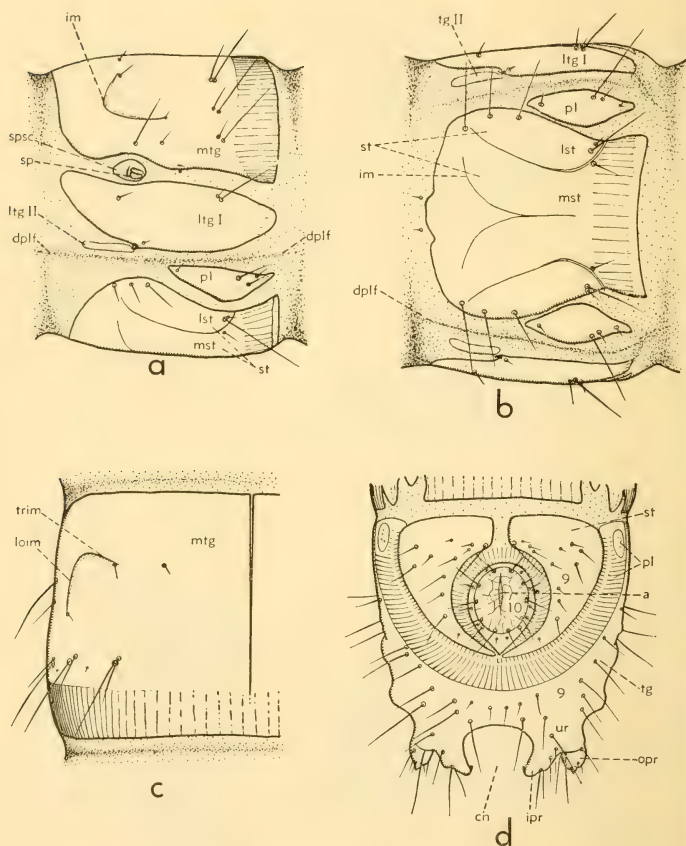 im
mtg
spsc
sp
ltg I
ltg II
dplf
dplf
pl
lst
mst
st
a
tg II
ltg I
pl
st
lst
im
mst
dplf
b
trim
loim
mtg
c
st
pl
9
a
10
tg
9
ur
opr
cn
ipr
d